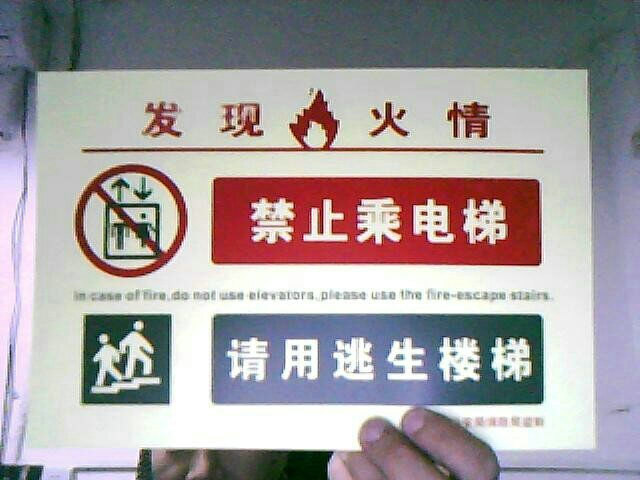 发现火情
禁止乘电梯
In case of fire, do not use elevators, please use the fire-escape stairs.
请用逃生楼梯